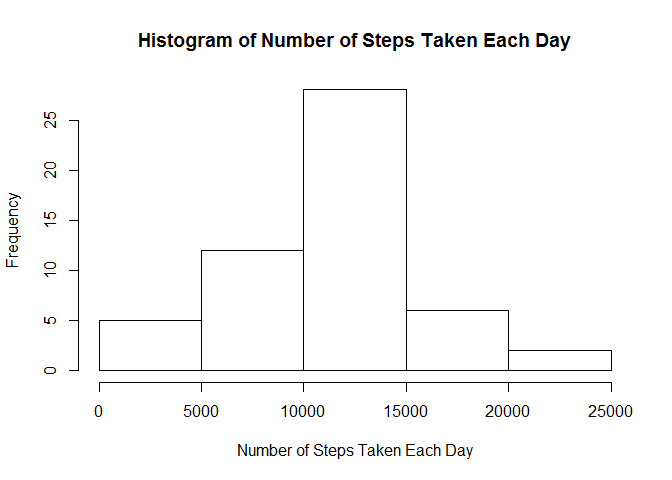 Histogram of Number of Steps Taken Each Day
Frequency
25
20
15
10
5
0
0 5000 10000 15000 20000 25000
Number of Steps Taken Each Day